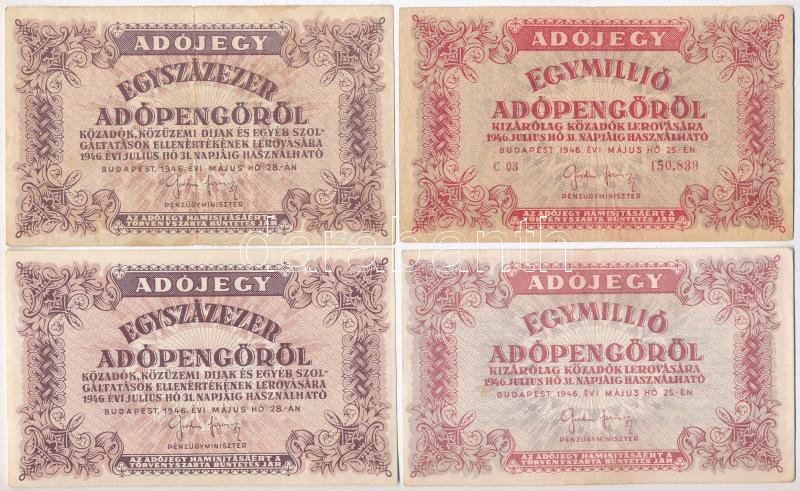 ADÓJEGY
EGYSZÁZEZER
ADÓPENGŐRŐL
KÖZADÓK, KÖZÜZEMI DIJAK ÉS EGYÉB SZOL-
GÁLTATÁSOK ELLENÉRTÉKÉNEK LEROVÁSÁRA
1946. ÉVI JULIUS HÓ 31. NAPJÁIG HASZNÁLHATÓ
BUDAPEST, 1946. ÉVI MÁJUS HÓ 28.-ÁN
PÉNZÜGYMINISZTER
AZ ADÓJEGY HAMISITÁSÁÉRT A
TÖRVÉNYSZABTA BÜNTETÉS JÁR
ADÓJEGY
EGYMILLIÓ
ADÓPENGŐRŐL
KIZÁRÓLAG KÖZADÓK LEROVÁSÁRA
1946. JULIUS HÓ 31. NAPJÁIG HASZNÁLHATÓ
BUDAPEST, 1946. ÉVI MÁJUS HÓ 25.-ÉN
C 03 150,839
PÉNZÜGYMINISZTER
AZ ADÓJEGY HAMISITÁSÁÉRT A
TÖRVÉNYSZABTA BÜNTETÉS JÁR
darabanth
ADÓJEGY
EGYSZÁZEZER
ADÓPENGŐRŐL
KÖZADÓK, KÖZÜZEMI DIJAK ÉS EGYÉB SZOL-
GÁLTATÁSOK ELLENÉRTÉKÉNEK LEROVÁSÁRA
1946. ÉVI JULIUS HÓ 31. NAPJÁIG HASZNÁLHATÓ
BUDAPEST, 1946. ÉVI MÁJUS HÓ 28.-ÁN
PÉNZÜGYMINISZTER
AZ ADÓJEGY HAMISITÁSÁÉRT A
TÖRVÉNYSZABTA BÜNTETÉS JÁR
ADÓJEGY
EGYMILLIÓ
ADÓPENGŐRŐL
KIZÁRÓLAG KÖZADÓK LEROVÁSÁRA
1946. JULIUS HÓ 31. NAPJÁIG HASZNÁLHATÓ
BUDAPEST, 1946. ÉVI MÁJUS HÓ 25.-ÉN
PÉNZÜGYMINISZTER
AZ ADÓJEGY HAMISITÁSÁÉRT A
TÖRVÉNYSZABTA BÜNTETÉS JÁR